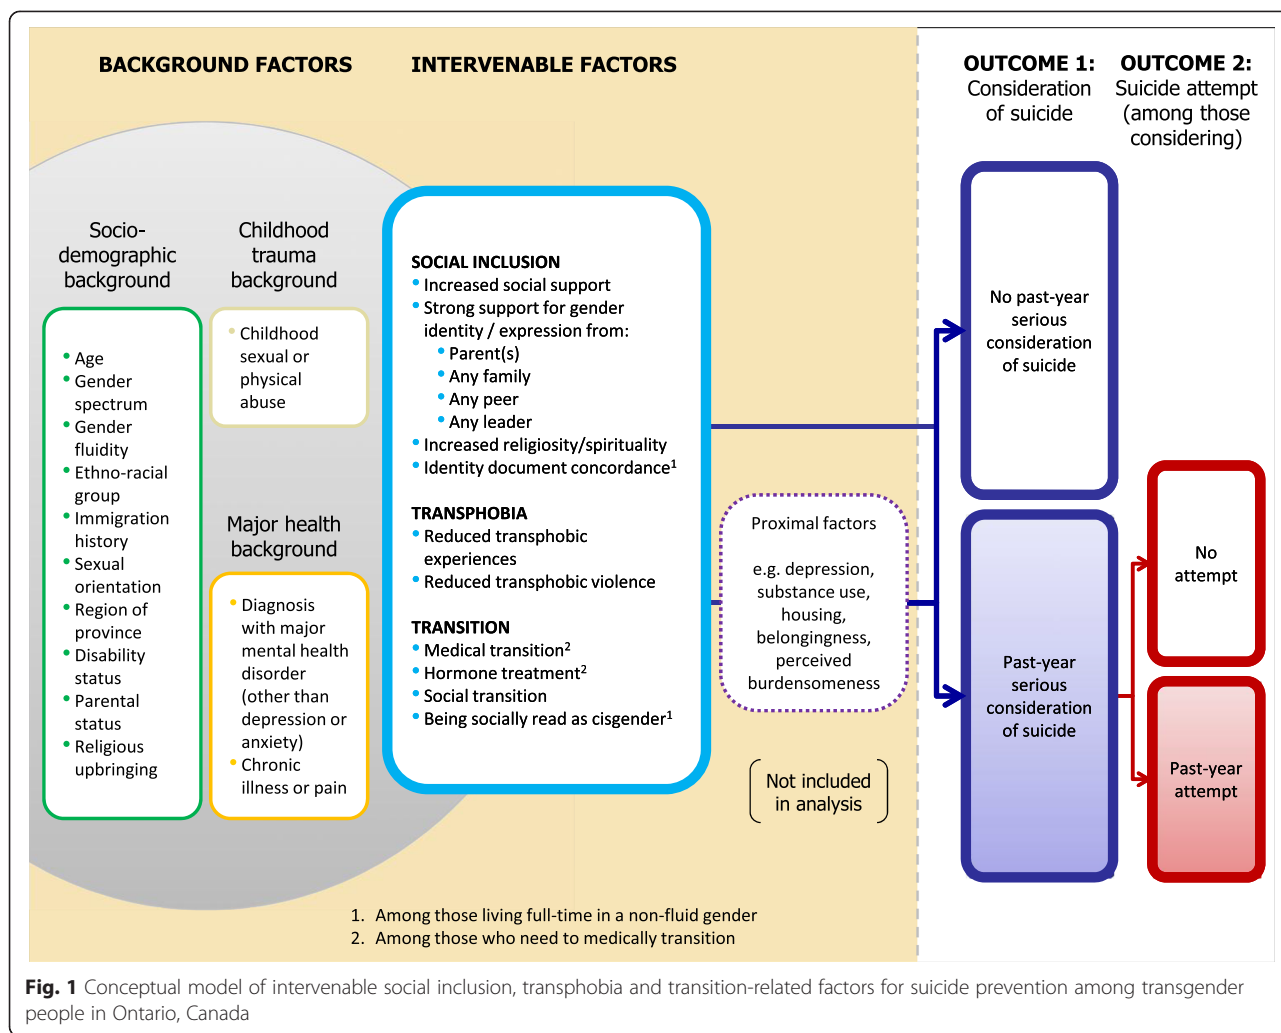 BACKGROUND FACTORS
INTERVENABLE FACTORS
OUTCOME 1:
Consideration
of suicide
OUTCOME 2:
Suicide attempt
(among those
considering)
Socio-
demographic
background
• Age
• Gender
spectrum
• Gender
fluidity
• Ethno-racial
group
• Immigration
history
• Sexual
orientation
• Region of
province
• Disability
status
• Parental
status
• Religious
upbringing
Childhood
trauma
background
• Childhood
sexual or
physical
abuse
Major health
background
• Diagnosis
with major
mental health
disorder
(other than
depression or
anxiety)
• Chronic
illness or pain
SOCIAL INCLUSION
• Increased social support
• Strong support for gender
identity / expression from:
• Parent(s)
• Any family
• Any peer
• Any leader
• Increased religiosity/spirituality
• Identity document concordance¹
TRANSPHOBIA
• Reduced transphobic
experiences
• Reduced transphobic violence
TRANSITION
• Medical transition²
• Hormone treatment²
• Social transition
• Being socially read as cisgender¹
Proximal factors
e.g. depression,
substance use,
housing,
belongingness,
perceived
burdensomeness
Not included
in analysis
No past-year
serious
consideration
of suicide
Past-year
serious
consideration
of suicide
No
attempt
Past-year
attempt
1. Among those living full-time in a non-fluid gender
2. Among those who need to medically transition
Fig. 1 Conceptual model of intervenable social inclusion, transphobia and transition-related factors for suicide prevention among transgender
people in Ontario, Canada